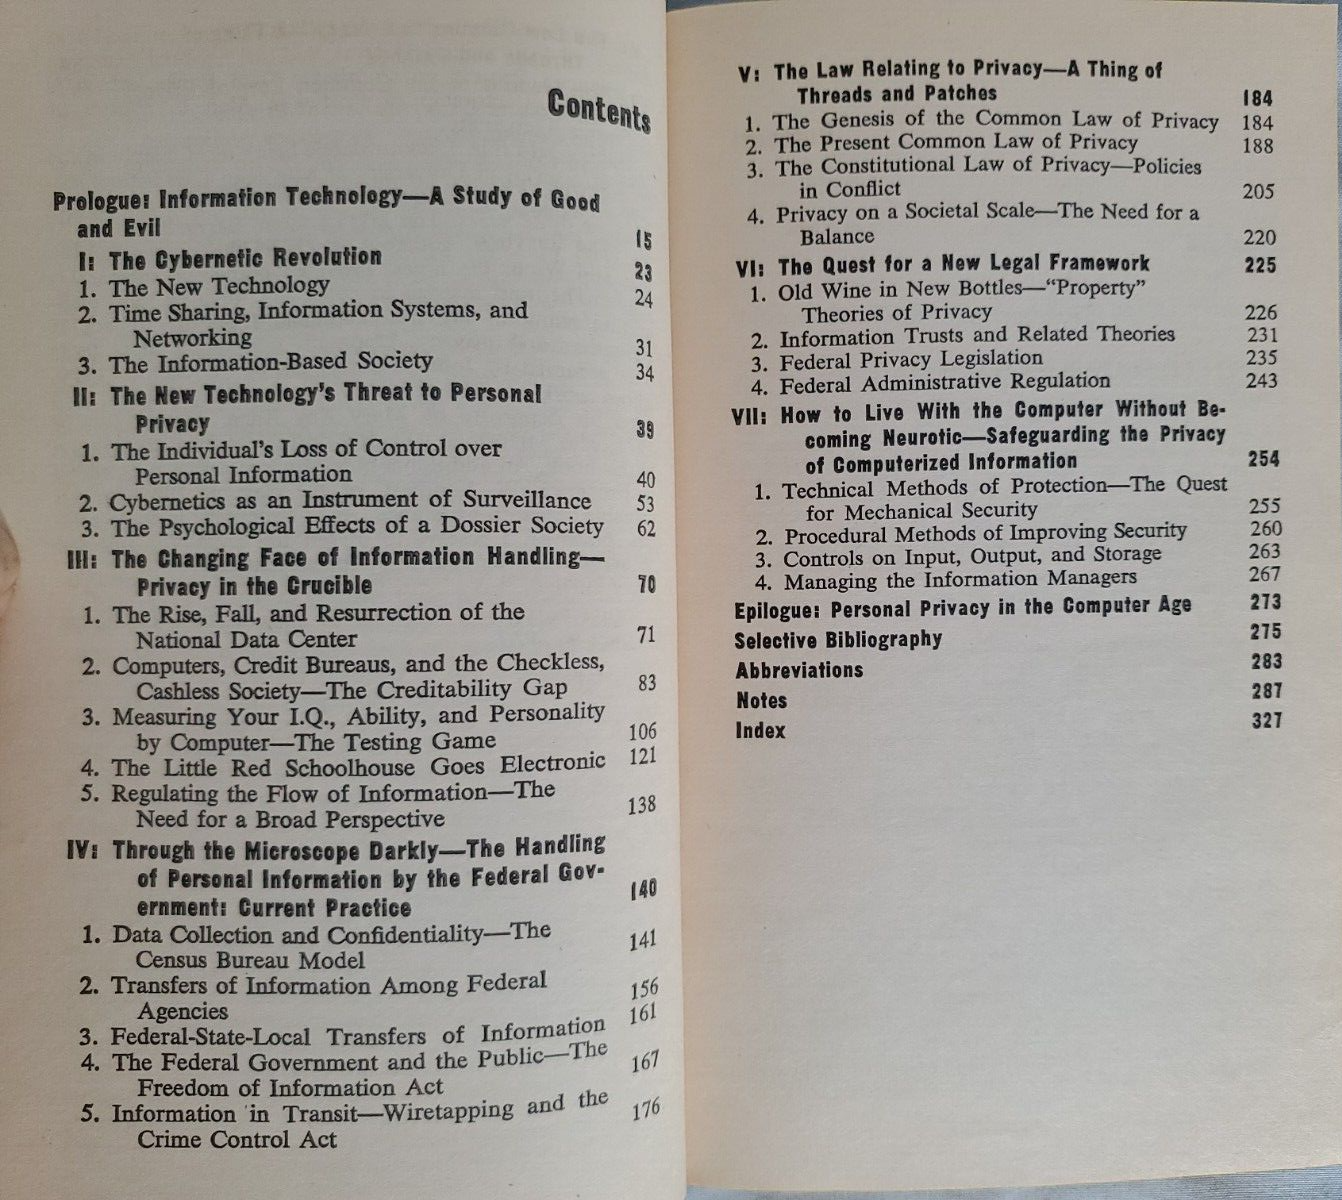 Contents
Prologue: Information Technology—A Study of Good
and Evil 15
I: The Cybernetic Revolution 23
1. The New Technology 24
2. Time Sharing, Information Systems, and
Networking 31
3. The Information-Based Society 34
II: The New Technology's Threat to Personal
Privacy 39
1. The Individual's Loss of Control over
Personal Information 40
2. Cybernetics as an Instrument of Surveillance 53
3. The Psychological Effects of a Dossier Society 62
III: The Changing Face of Information Handling—
Privacy in the Crucible 70
1. The Rise, Fall, and Resurrection of the
National Data Center 71
2. Computers, Credit Bureaus, and the Checkless,
Cashless Society—The Creditability Gap 83
3. Measuring Your I.Q., Ability, and Personality
by Computer—The Testing Game 106
4. The Little Red Schoolhouse Goes Electronic 121
5. Regulating the Flow of Information—The
Need for a Broad Perspective 138
IV: Through the Microscope Darkly—The Handling
of Personal Information by the Federal Gov-
ernment: Current Practice 140
1. Data Collection and Confidentiality—The
Census Bureau Model 141
2. Transfers of Information Among Federal
Agencies 156
3. Federal-State-Local Transfers of Information 161
4. The Federal Government and the Public—The
Freedom of Information Act 167
5. Information in Transit—Wiretapping and the
Crime Control Act 176
V: The Law Relating to Privacy—A Thing of
Threads and Patches 184
1. The Genesis of the Common Law of Privacy 184
2. The Present Common Law of Privacy 188
3. The Constitutional Law of Privacy—Policies
in Conflict 205
4. Privacy on a Societal Scale—The Need for a
Balance 220
VI: The Quest for a New Legal Framework 225
1. Old Wine in New Bottles—"Property"
Theories of Privacy 226
2. Information Trusts and Related Theories 231
3. Federal Privacy Legislation 235
4. Federal Administrative Regulation 243
VII: How to Live With the Computer Without Be-
coming Neurotic—Safeguarding the Privacy
of Computerized Information 254
1. Technical Methods of Protection—The Quest
for Mechanical Security 255
2. Procedural Methods of Improving Security 260
3. Controls on Input, Output, and Storage 263
4. Managing the Information Managers 267
Epilogue: Personal Privacy in the Computer Age 273
Selective Bibliography 275
Abbreviations 283
Notes 287
Index 327